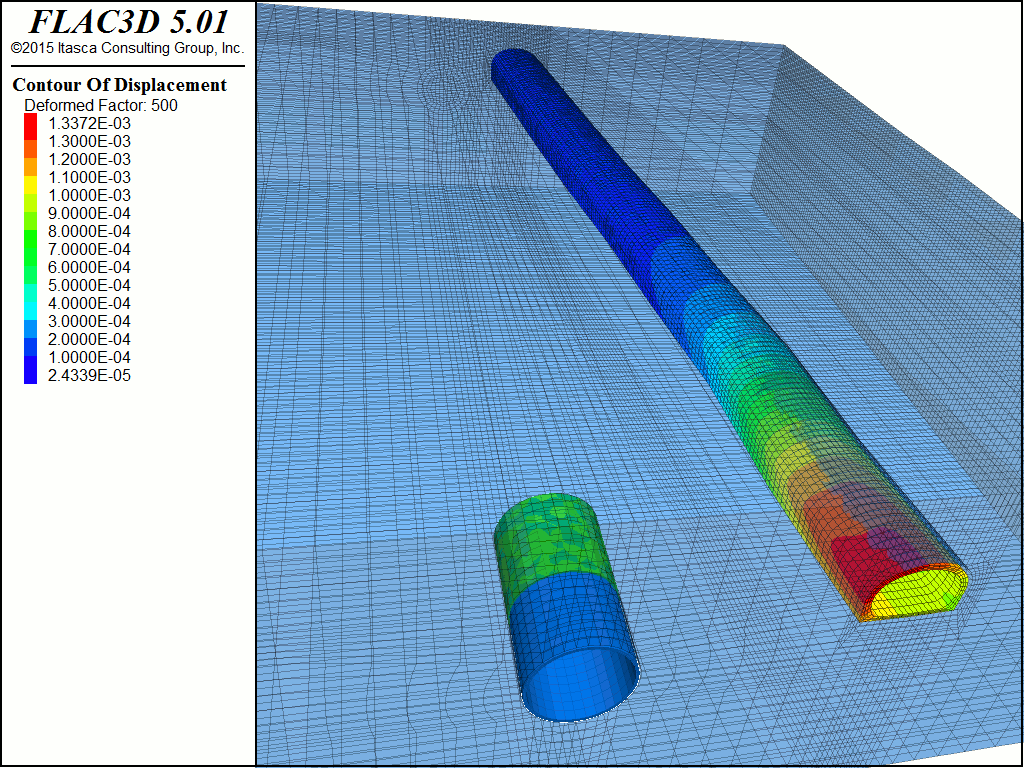 FLAC3D 5.01
©2015 Itasca Consulting Group, Inc.
Contour Of Displacement
Deformed Factor: 500
1.3372E-03
1.3000E-03
1.2000E-03
1.1000E-03
1.0000E-03
9.0000E-04
8.0000E-04
7.0000E-04
6.0000E-04
5.0000E-04
4.0000E-04
3.0000E-04
2.0000E-04
1.0000E-04
2.4339E-05